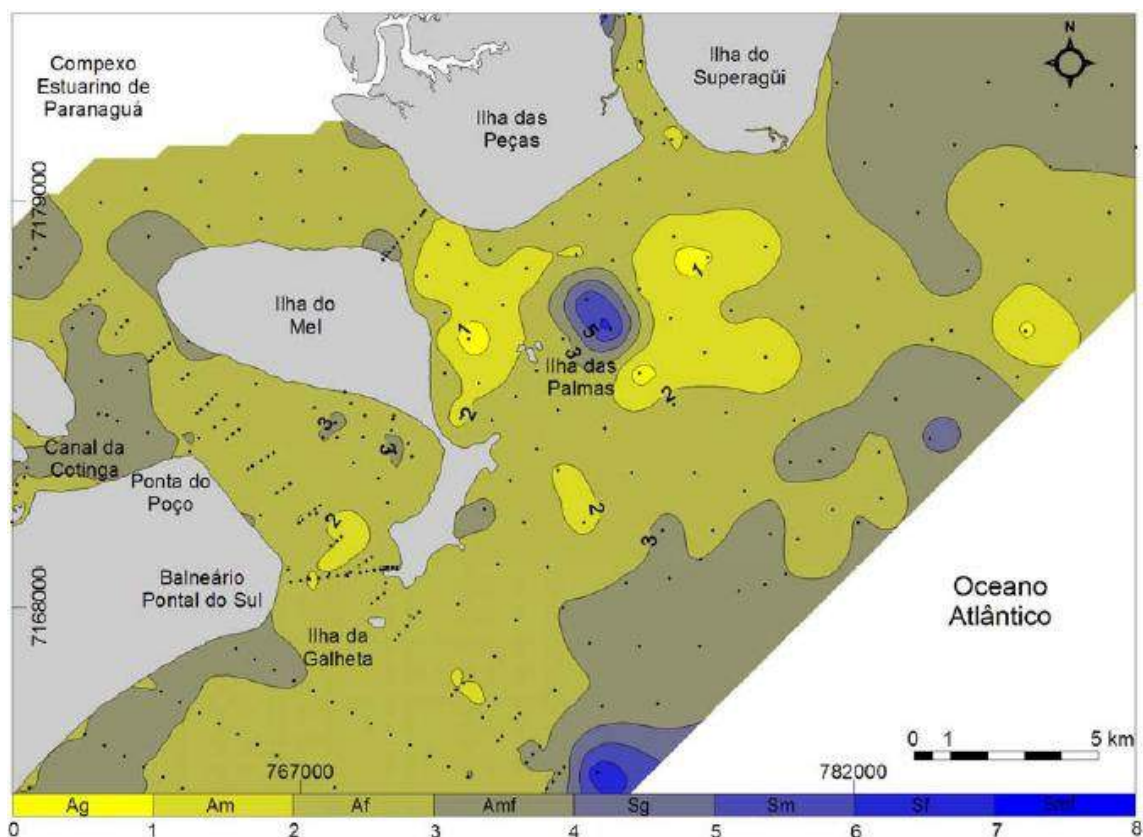 N
Compexo
Estuarino de
Paranaguá
Ilha do
Superagüi
Ilha das
Peças
7179000
Ilha do
Mel
1
1
5
3
Ilha das
Palmas
2
2
3
3
Canal da
Cotinga
Ponta do
Poço
2
2
3
Balneário
Pontal do Sul
7168000
Oceano
Atlântico
Ilha da
Galheta
0 1 5 km
767000
782000
Ag Am Af Amf Sg Sm Sf Smf
0 1 2 3 4 5 6 7 8